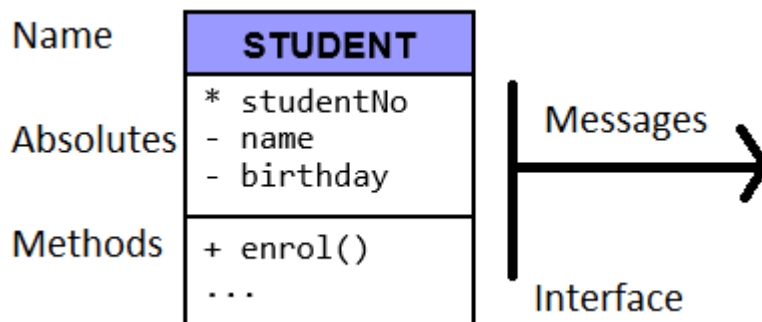 Name
STUDENT
Absolutes
* studentNo
- name
- birthday
Methods
+ enrol()
...
Messages
Interface